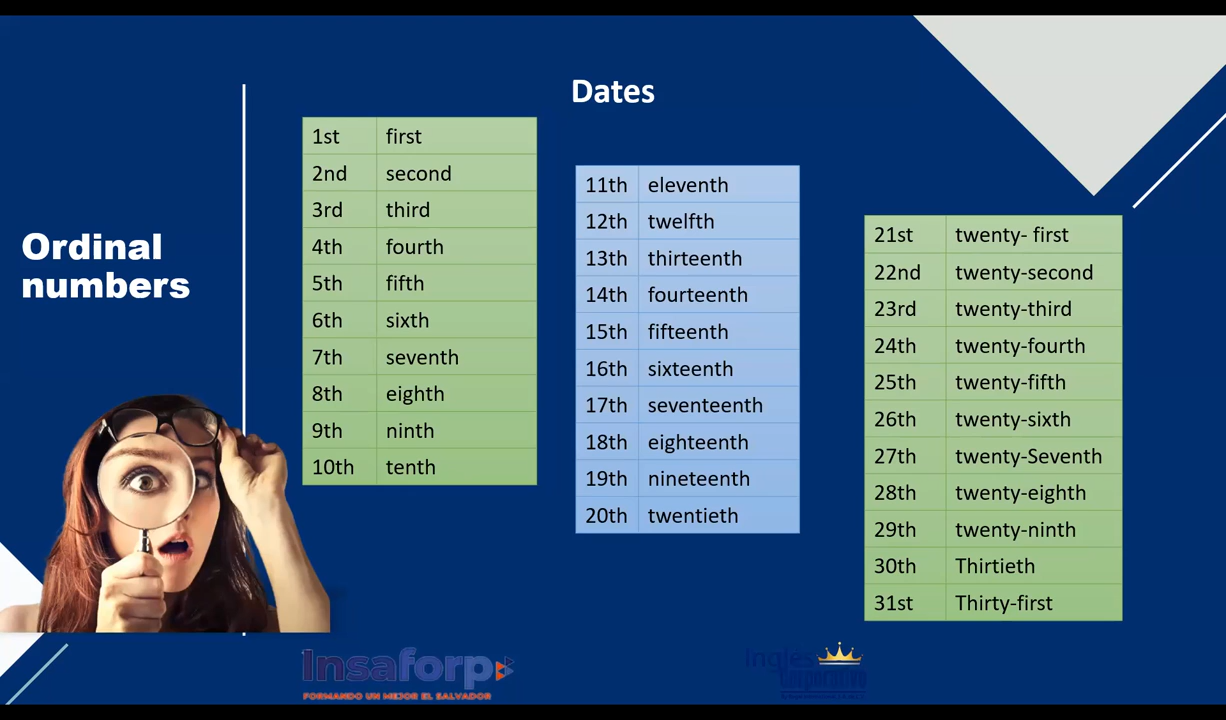 Dates
Ordinal
numbers
1st first
2nd second
3rd third
4th fourth
5th fifth
6th sixth
7th seventh
8th eighth
9th ninth
10th tenth
11th eleventh
12th twelfth
13th thirteenth
14th fourteenth
15th fifteenth
16th sixteenth
17th seventeenth
18th eighteenth
19th nineteenth
20th twentieth
21st twenty- first
22nd twenty-second
23rd twenty-third
24th twenty-fourth
25th twenty-fifth
26th twenty-sixth
27th twenty-Seventh
28th twenty-eighth
29th twenty-ninth
30th Thirtieth
31st Thirty-first
Insaforp
FORMANDO UN MEJOR EL SALVADOR
Inglés
Corporativo